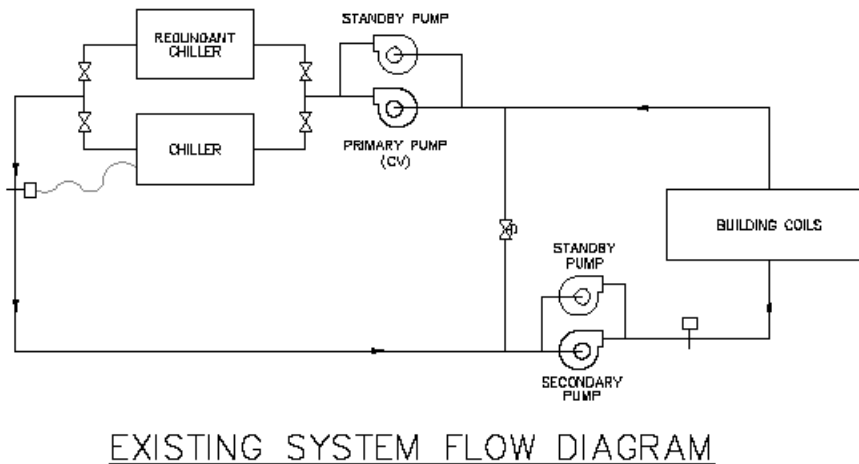 STANDBY PUMP
REDUNDANT
CHILLER
CHILLER
PRIMARY PUMP
(CV)
BUILDING COILS
STANDBY
PUMP
SECONDARY
PUMP
EXISTING SYSTEM FLOW DIAGRAM